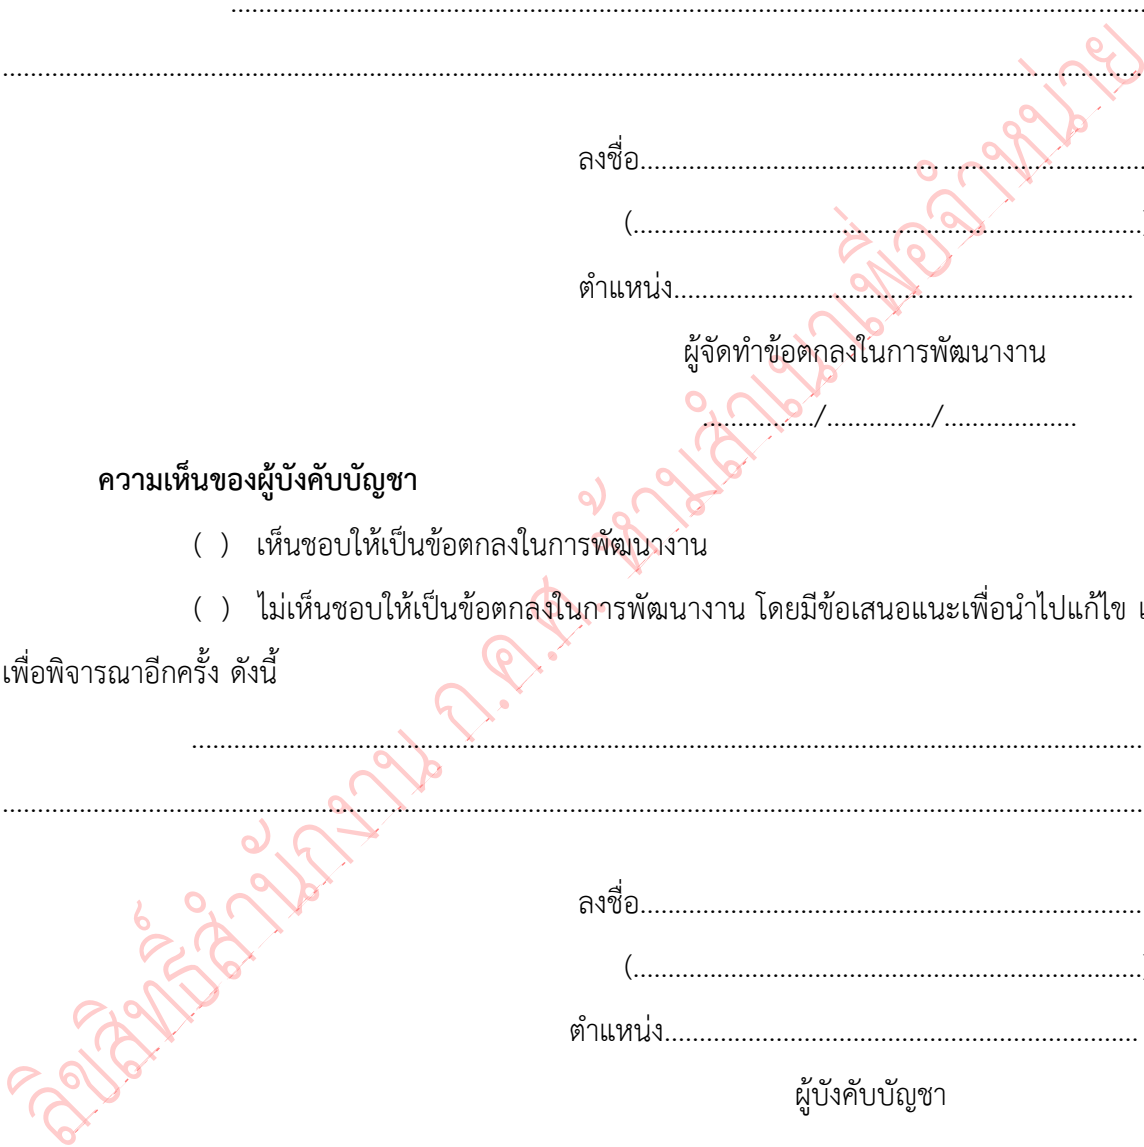 ................................................................................................................................
................................................................................................................................................................
ลงชื่อ........................................................................
(.........................................................................)
ตำแหน่ง..................................................................
ผู้จัดทำข้อตกลงในการพัฒนางาน
................/.............../...................
ความเห็นของผู้บังคับบัญชา
( ) เห็นชอบให้เป็นข้อตกลงในการพัฒนางาน
( ) ไม่เห็นชอบให้เป็นข้อตกลงในการพัฒนางาน โดยมีข้อเสนอแนะเพื่อนำไปแก้ไข
เพื่อพิจารณาอีกครั้ง ดังนี้
........................................................................................................................................
................................................................................................................................................................
ลงชื่อ........................................................................
(.........................................................................)
ตำแหน่ง....................................................................
ผู้บังคับบัญชา
ลิขสิทธิ์สำนักงาน ก.ค.ศ. ห้ามสำเนาเพื่อจำหน่าย